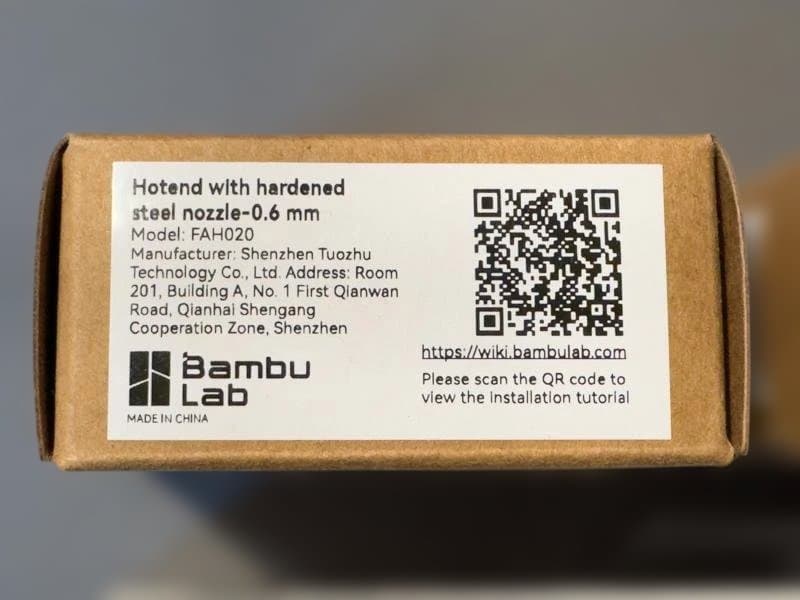 Hotend with hardened
steel nozzle-0.6 mm
Model: FAH020
Manufacturer: Shenzhen Tuozhu
Technology Co., Ltd. Address: Room
201, Building A, No. 1 First Qianwan
Road, Qianhai Shengang
Cooperation Zone, Shenzhen
Bambu
Lab
MADE IN CHINA
https://wiki.bambulab.com
Please scan the QR code to
view the installation tutorial